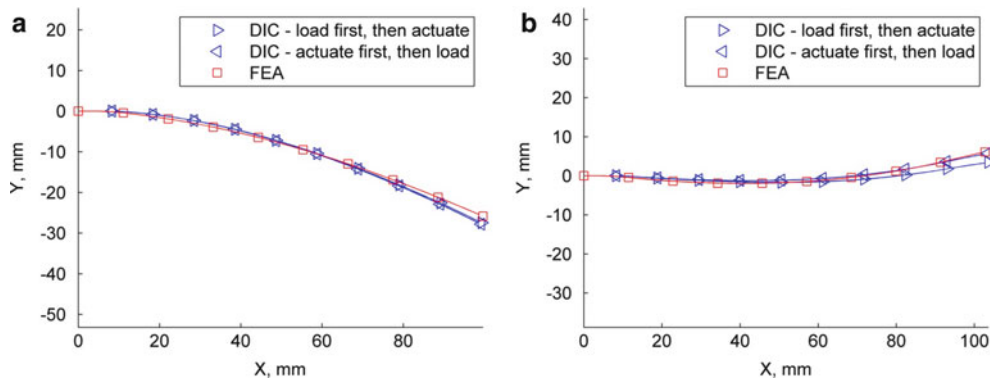 a
DIC - load first, then actuate
DIC - actuate first, then load
FEA
20
10
0
-10
-20
-30
-40
-50
Y, mm
0 20 40 60 80
X, mm
b
DIC - load first, then actuate
DIC - actuate first, then load
FEA
40
30
20
10
0
-10
-20
-30
Y, mm
0 20 40 60 80 100
X, mm